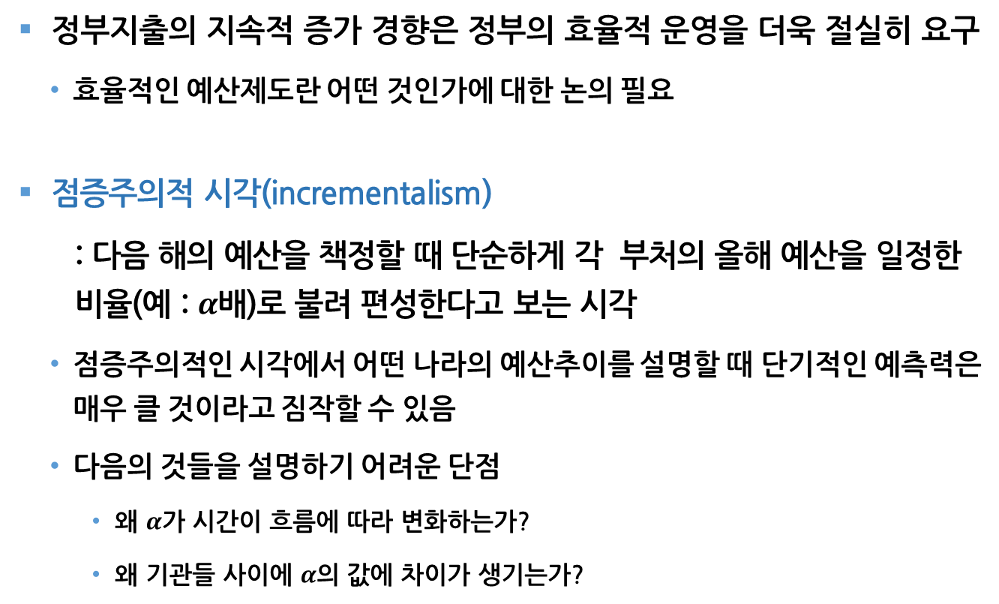 ▪ 정부지출의 지속적 증가 경향은 정부의 효율적 운영을 더욱 절실히 요구
• 효율적인 예산제도란 어떤 것인가에 대한 논의 필요
▪ 점증주의적 시각(incrementalism)
: 다음 해의 예산을 책정할 때 단순하게 각 부처의 올해 예산을 일정한
비율(예 : α배)로 불려 편성한다고 보는 시각
• 점증주의적인 시각에서 어떤 나라의 예산추이를 설명할 때 단기적인 예측력은
매우 클 것이라고 짐작할 수 있음
• 다음의 것들을 설명하기 어려운 단점
• 왜 α가 시간이 흐름에 따라 변화하는가?
• 왜 기관들 사이에 α의 값에 차이가 생기는가?